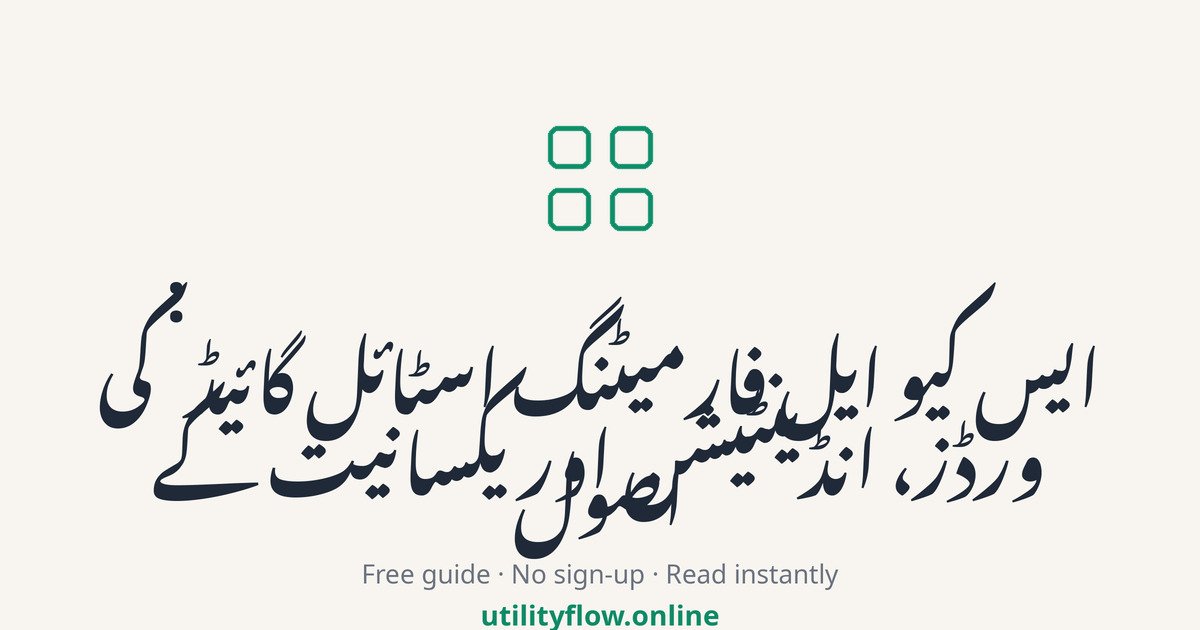 ایس کیو ایل فارمیٹنگ اسٹائل گائیڈ: کی
ورڈز، انڈینٹیشن اور یکسانیت کے
اصول
Free guide · No sign-up · Read instantly
utilityflow.online